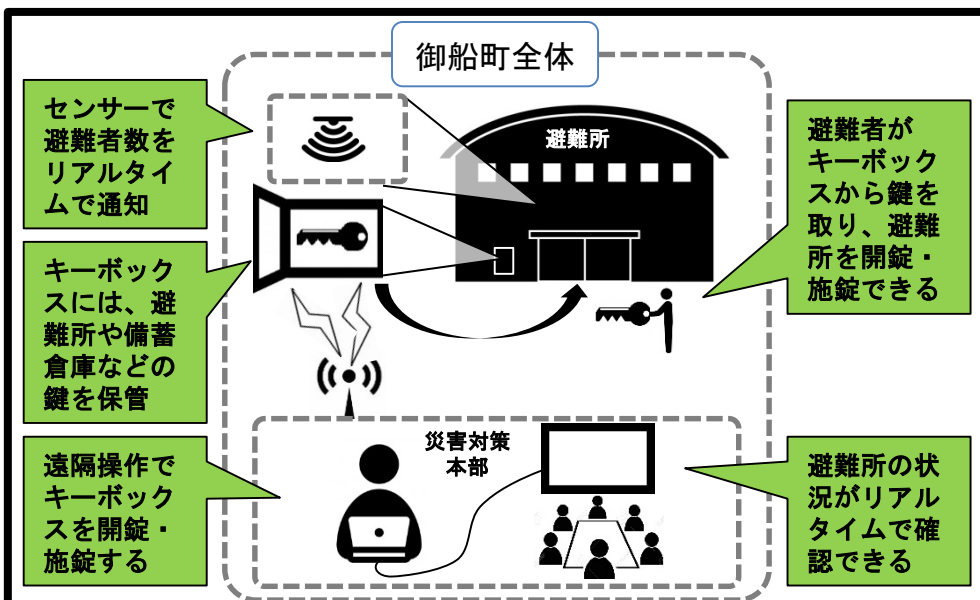 御船町全体
センサーで
避難者数を
リアルタイ
ムで通知
避難所
避難者が
キーボック
スから鍵を
取り、避難
所を開錠・
施錠できる
キーボック
スには、避
難所や備蓄
倉庫などの
鍵を保管
災害対策
本部
遠隔操作で
キーボック
スを開錠・
施錠する
避難所の状
況がリアル
タイムで確
認できる